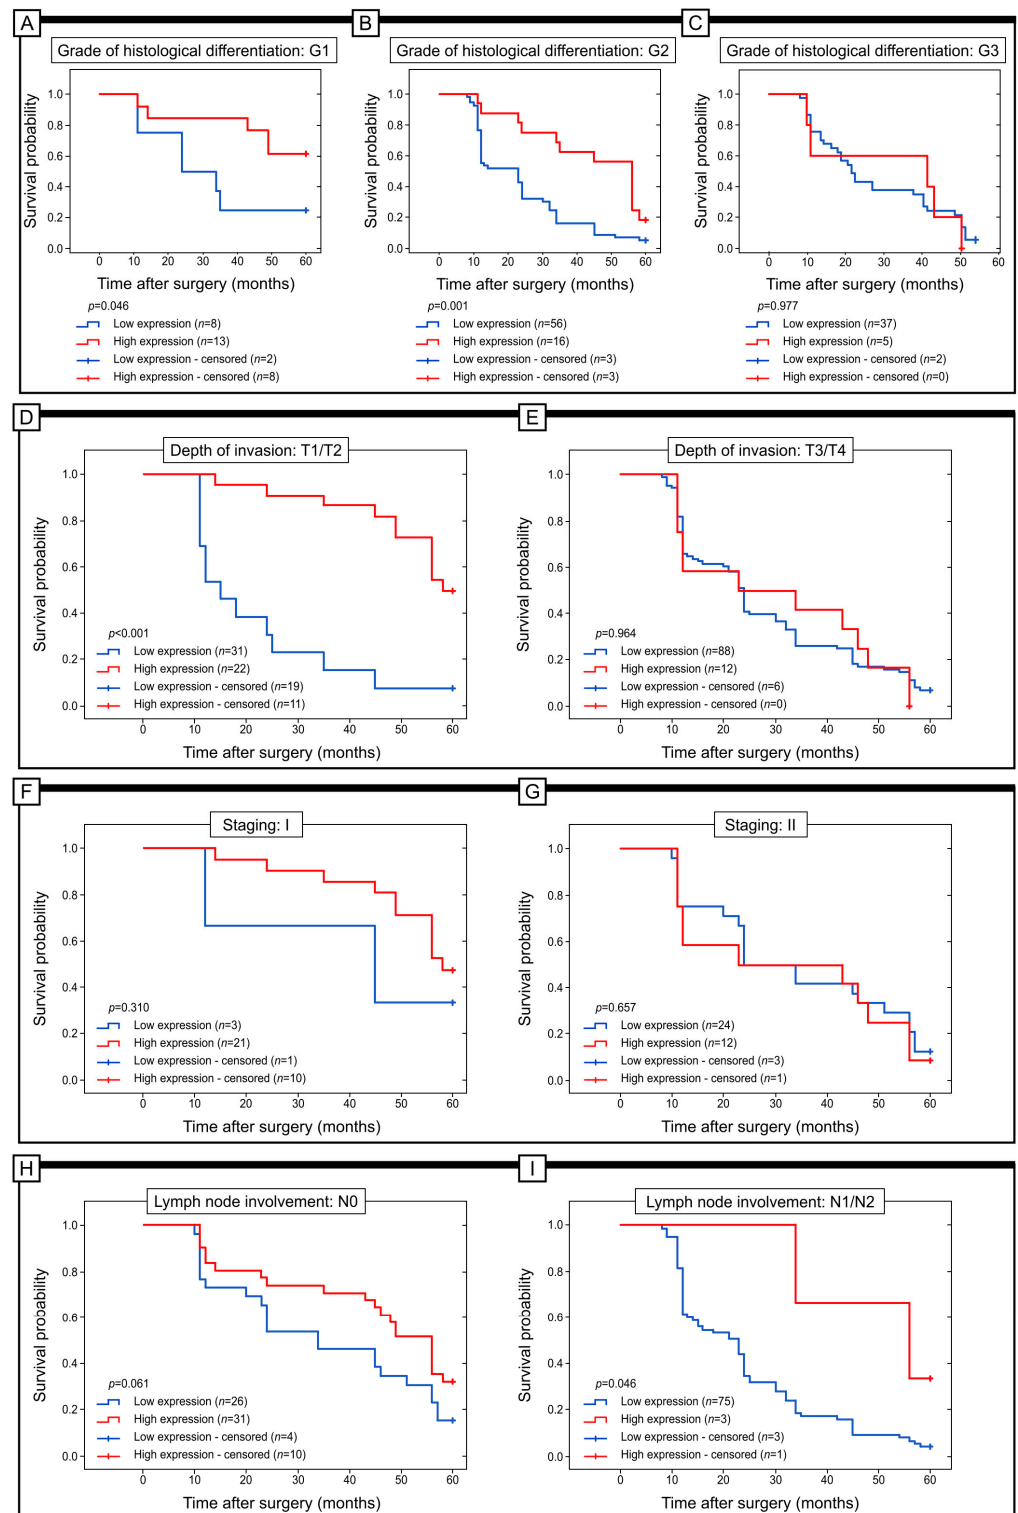 A
B
C
Grade of histological differentiation: G1
Grade of histological differentiation: G2
Grade of histological differentiation: G3
Survival probability
1.0
0.8
0.6
0.4
0.2
0.0
0 10 20 30 40 50 60
Time after surgery (months)
p=0.046
Low expression (n=8)
High expression (n=13)
Low expression - censored (n=2)
High expression - censored (n=8)
Survival probability
1.0
0.8
0.6
0.4
0.2
0.0
0 10 20 30 40 50 60
Time after surgery (months)
p=0.001
Low expression (n=56)
High expression (n=16)
Low expression - censored (n=3)
High expression - censored (n=3)
Survival probability
1.0
0.8
0.6
0.4
0.2
0.0
0 10 20 30 40 50 60
Time after surgery (months)
p=0.977
Low expression (n=37)
High expression (n=5)
Low expression - censored (n=2)
High expression - censored (n=0)
D
E
Depth of invasion: T1/T2
Survival probability
1.0
0.8
0.6
0.4
0.2
0.0
p<0.001
Low expression (n=31)
High expression (n=22)
Low expression - censored (n=19)
High expression - censored (n=11)
0 10 20 30 40 50 60
Time after surgery (months)
Depth of invasion: T3/T4
Survival probability
1.0
0.8
0.6
0.4
0.2
0.0
p=0.964
Low expression (n=88)
High expression (n=12)
Low expression - censored (n=6)
High expression - censored (n=0)
0 10 20 30 40 50 60
Time after surgery (months)
F
G
Staging: I
Survival probability
1.0
0.8
0.6
0.4
0.2
0.0
p=0.310
Low expression (n=3)
High expression (n=21)
Low expression - censored (n=1)
High expression - censored (n=10)
0 10 20 30 40 50 60
Time after surgery (months)
Staging: II
Survival probability
1.0
0.8
0.6
0.4
0.2
0.0
p=0.657
Low expression (n=24)
High expression (n=12)
Low expression - censored (n=3)
High expression - censored (n=1)
0 10 20 30 40 50 60
Time after surgery (months)
H
I
Lymph node involvement: N0
Survival probability
1.0
0.8
0.6
0.4
0.2
0.0
p=0.061
Low expression (n=26)
High expression (n=31)
Low expression - censored (n=4)
High expression - censored (n=10)
0 10 20 30 40 50 60
Time after surgery (months)
Lymph node involvement: N1/N2
Survival probability
1.0
0.8
0.6
0.4
0.2
0.0
p=0.046
Low expression (n=75)
High expression (n=3)
Low expression - censored (n=3)
High expression - censored (n=1)
0 10 20 30 40 50 60
Time after surgery (months)